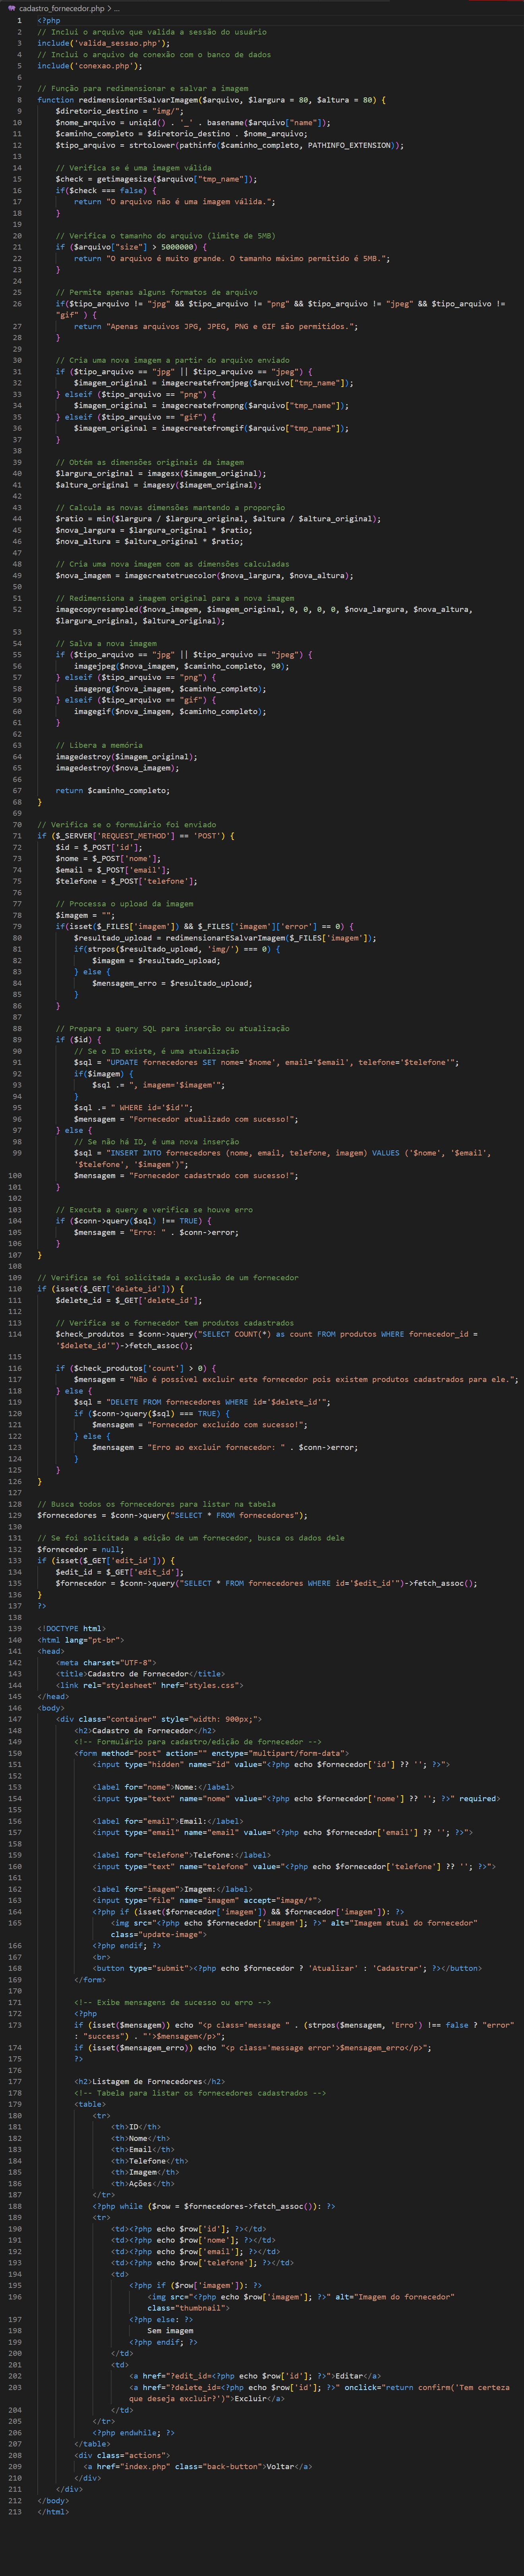 cadastro_fornecedor.php > ...
1 <?php
2 // Inclui o arquivo que valida a sessão do usuário
3 include('valida_sessao.php');
4 // Inclui o arquivo de conexão com o banco de dados
5 include('conexao.php');
6
7 // Função para redimensionar e salvar a imagem
8 function redimensionarESalvarImagem($arquivo, $largura = 80, $altura = 80) {
9 $diretorio_destino = "img/";
10 $nome_arquivo = uniqid() . '_' . basename($arquivo["name"]);
11 $caminho_completo = $diretorio_destino . $nome_arquivo;
12 $tipo_arquivo = strtolower(pathinfo($caminho_completo, PATHINFO_EXTENSION));
13
14 // Verifica se é uma imagem válida
15 $check = getimagesize($arquivo["tmp_name"]);
16 if($check === false) {
17 return "O arquivo não é uma imagem válida.";
18 }
19
20 // Verifica o tamanho do arquivo (limite de 5MB)
21 if ($arquivo["size"] > 5000000) {
22 return "O arquivo é muito grande. O tamanho máximo permitido é 5MB.";
23 }
24
25 // Permite apenas alguns formatos de arquivo
26 if($tipo_arquivo != "jpg" && $tipo_arquivo != "png" && $tipo_arquivo != "jpeg" && $tipo_arquivo !=
"gif" ) {
27 return "Apenas arquivos JPG, JPEG, PNG e GIF são permitidos.";
28 }
29
30 // Cria uma nova imagem a partir do arquivo enviado
31 if ($tipo_arquivo == "jpg" || $tipo_arquivo == "jpeg") {
32 $imagem_original = imagecreatefromjpeg($arquivo["tmp_name"]);
33 } elseif ($tipo_arquivo == "png") {
34 $imagem_original = imagecreatefrompng($arquivo["tmp_name"]);
35 } elseif ($tipo_arquivo == "gif") {
36 $imagem_original = imagecreatefromgif($arquivo["tmp_name"]);
37 }
38
39 // Obtém as dimensões originais da imagem
40 $largura_original = imagesx($imagem_original);
41 $altura_original = imagesy($imagem_original);
42
43 // Calcula as novas dimensões mantendo a proporção
44 $ratio = min($largura / $largura_original, $altura / $altura_original);
45 $nova_largura = $largura_original * $ratio;
46 $nova_altura = $altura_original * $ratio;
47
48 // Cria uma nova imagem com as dimensões calculadas
49 $nova_imagem = imagecreatetruecolor($nova_largura, $nova_altura);
50
51 // Redimensiona a imagem original para a nova imagem
52 imagecopyresampled($nova_imagem, $imagem_original, 0, 0, 0, 0, $nova_largura, $nova_altura,
$largura_original, $altura_original);
53
54 // Salva a nova imagem
55 if ($tipo_arquivo == "jpg" || $tipo_arquivo == "jpeg") {
56 imagejpeg($nova_imagem, $caminho_completo, 90);
57 } elseif ($tipo_arquivo == "png") {
58 imagepng($nova_imagem, $caminho_completo);
59 } elseif ($tipo_arquivo == "gif") {
60 imagegif($nova_imagem, $caminho_completo);
61 }
62
63 // Libera a memória
64 imagedestroy($imagem_original);
65 imagedestroy($nova_imagem);
66
67 return $caminho_completo;
68 }
69
70 // Verifica se o formulário foi enviado
71 if ($_SERVER['REQUEST_METHOD'] == 'POST') {
72 $id = $_POST['id'];
73 $nome = $_POST['nome'];
74 $email = $_POST['email'];
75 $telefone = $_POST['telefone'];
76
77 // Processa o upload da imagem
78 $imagem = "";
79 if(isset($_FILES['imagem']) && $_FILES['imagem']['error'] == 0) {
80 $resultado_upload = redimensionarESalvarImagem($_FILES['imagem']);
81 if(strpos($resultado_upload, 'img/') === 0) {
82 $imagem = $resultado_upload;
83 } else {
84 $mensagem_erro = $resultado_upload;
85 }
86 }
87
88 // Prepara a query SQL para inserção ou atualização
89 if ($id) {
90 // Se o ID existe, é uma atualização
91 $sql = "UPDATE fornecedores SET nome='$nome', email='$email', telefone='$telefone'";
92 if($imagem) {
93 $sql .= ", imagem='$imagem'";
94 }
95 $sql .= " WHERE id='$id'";
96 $mensagem = "Fornecedor atualizado com sucesso!";
97 } else {
98 // Se não há ID, é uma nova inserção
99 $sql = "INSERT INTO fornecedores (nome, email, telefone, imagem) VALUES ('$nome', '$email',
'$telefone', '$imagem')";
100 $mensagem = "Fornecedor cadastrado com sucesso!";
101 }
102
103 // Executa a query e verifica se houve erro
104 if ($conn->query($sql) !== TRUE) {
105 $mensagem = "Erro: " . $conn->error;
106 }
107 }
108
109 // Verifica se foi solicitada a exclusão de um fornecedor
110 if (isset($_GET['delete_id'])) {
111 $delete_id = $_GET['delete_id'];
112
113 // Verifica se o fornecedor tem produtos cadastrados
114 $check_produtos = $conn->query("SELECT COUNT(*) as count FROM produtos WHERE fornecedor_id =
'$delete_id'")->fetch_assoc();
115
116 if ($check_produtos['count'] > 0) {
117 $mensagem = "Não é possível excluir este fornecedor pois existem produtos cadastrados para ele.";
118 } else {
119 $sql = "DELETE FROM fornecedores WHERE id='$delete_id'";
120 if ($conn->query($sql) === TRUE) {
121 $mensagem = "Fornecedor excluído com sucesso!";
122 } else {
123 $mensagem = "Erro ao excluir fornecedor: " . $conn->error;
124 }
125 }
126 }
127
128 // Busca todos os fornecedores para listar na tabela
129 $fornecedores = $conn->query("SELECT * FROM fornecedores");
130
131 // Se foi solicitada a edição de um fornecedor, busca os dados dele
132 $fornecedor = null;
133 if (isset($_GET['edit_id'])) {
134 $edit_id = $_GET['edit_id'];
135 $fornecedor = $conn->query("SELECT * FROM fornecedores WHERE id='$edit_id'")->fetch_assoc();
136 }
137 ?>
138
139 <!DOCTYPE html>
140 <html lang="pt-br">
141 <head>
142 <meta charset="UTF-8">
143 <title>Cadastro de Fornecedor</title>
144 <link rel="stylesheet" href="styles.css">
145 </head>
146 <body>
147 <div class="container" style="width: 900px;">
148 <h2>Cadastro de Fornecedor</h2>
149 <!-- Formulário para cadastro/edição de fornecedor -->
150 <form method="post" action="" enctype="multipart/form-data">
151 <input type="hidden" name="id" value="<?php echo $fornecedor['id'] ?? ''; ?>">
152
153 <label for="nome">Nome:</label>
154 <input type="text" name="nome" value="<?php echo $fornecedor['nome'] ?? ''; ?>" required>
155
156 <label for="email">Email:</label>
157 <input type="email" name="email" value="<?php echo $fornecedor['email'] ?? ''; ?>">
158
159 <label for="telefone">Telefone:</label>
160 <input type="text" name="telefone" value="<?php echo $fornecedor['telefone'] ?? ''; ?>">
161
162 <label for="imagem">Imagem:</label>
163 <input type="file" name="imagem" accept="image/*">
164 <?php if (isset($fornecedor['imagem']) && $fornecedor['imagem']): ?>
165 <img src="<?php echo $fornecedor['imagem']; ?>" alt="Imagem atual do fornecedor"
class="update-image">
166 <?php endif; ?>
167 <br>
168 <button type="submit"><?php echo $fornecedor ? 'Atualizar' : 'Cadastrar'; ?></button>
169 </form>
170
171 <!-- Exibe mensagens de sucesso ou erro -->
172 <?php
173 if (isset($mensagem)) echo "<p class='message " . (strpos($mensagem, 'Erro') !== false ? "error"
: "success") . "'>$mensagem</p>";
174 if (isset($mensagem_erro)) echo "<p class='message error'>$mensagem_erro</p>";
175 ?>
176
177 <h2>Listagem de Fornecedores</h2>
178 <!-- Tabela para listar os fornecedores cadastrados -->
179 <table>
180 <tr>
181 <th>ID</th>
182 <th>Nome</th>
183 <th>Email</th>
184 <th>Telefone</th>
185 <th>Imagem</th>
186 <th>Ações</th>
187 </tr>
188 <?php while ($row = $fornecedores->fetch_assoc()): ?>
189 <tr>
190 <td><?php echo $row['id']; ?></td>
191 <td><?php echo $row['nome']; ?></td>
192 <td><?php echo $row['email']; ?></td>
193 <td><?php echo $row['telefone']; ?></td>
194 <td>
195 <?php if ($row['imagem']): ?>
196 <img src="<?php echo $row['imagem']; ?>" alt="Imagem do fornecedor"
class="thumbnail">
197 <?php else: ?>
198 Sem imagem
199 <?php endif; ?>
200 </td>
201 <td>
202 <a href="?edit_id=<?php echo $row['id']; ?>">Editar</a>
203 <a href="?delete_id=<?php echo $row['id']; ?>" onclick="return confirm('Tem certeza
que deseja excluir?')">Excluir</a>
204 </td>
205 </tr>
206 <?php endwhile; ?>
207 </table>
208 <div class="actions">
209 <a href="index.php" class="back-button">Voltar</a>
210 </div>
211 </div>
212 </body>
213 </html>